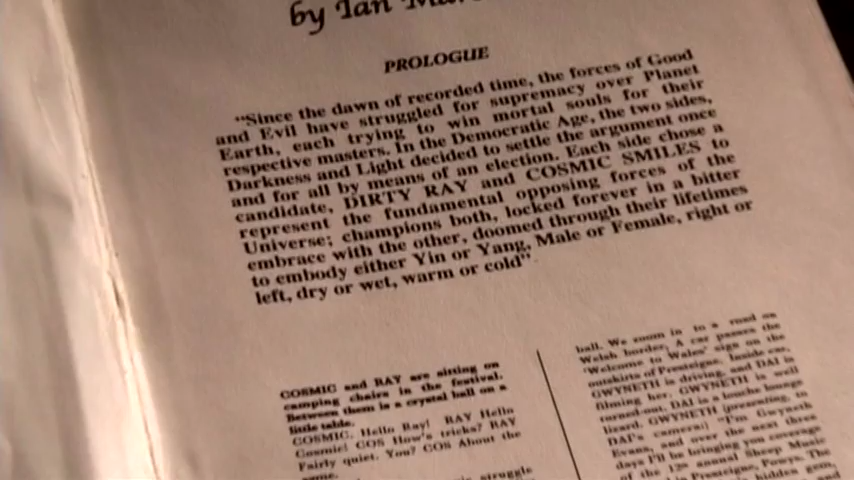 by Ian
PROLOGUE
"Since the dawn of recorded time, the forces of Good
and Evil have struggled for supremacy over Planet
Earth, each trying to win mortal souls for their
respective masters. In the Democratic Age, the two sides,
Darkness and Light decided to settle the argument once
and for all by means of an election. Each side chose a
candidate, DIRTY RAY and COSMIC SMILES to
represent the fundamental opposing forces of the
Universe; champions both, locked forever in a bitter
embrace with the other, doomed through their lifetimes
to embody either Yin or Yang, Male or Female, right or
left, dry or wet, warm or cold"
COSMIC and RAY are sitting on
camping chairs in the festival.
Between them is a crystal ball on a
little table.
COSMIC. Hello Ray! RAY Hello
Cosmic! COS How's tricks? RAY
Fairly quiet. You? COS About the
same.
struggle
ball. We zoom in to a road on
Welsh border. A car passes the
'Welcome to Wales' sign on the
outskirts of Presteigne. Inside car,
GWYNETH is driving, and DAI is
filming her. GWYNETH is well
turned-out, DAI is a louche lounge
lizard. GWYNETH (presenting, to
DAI's camera) "I'm Gwyneth
Evans, and over the next three
days I'll be bringing you coverage
of the 13th annual Sheep Music
in Presteigne, Powys. The
hidden gem,